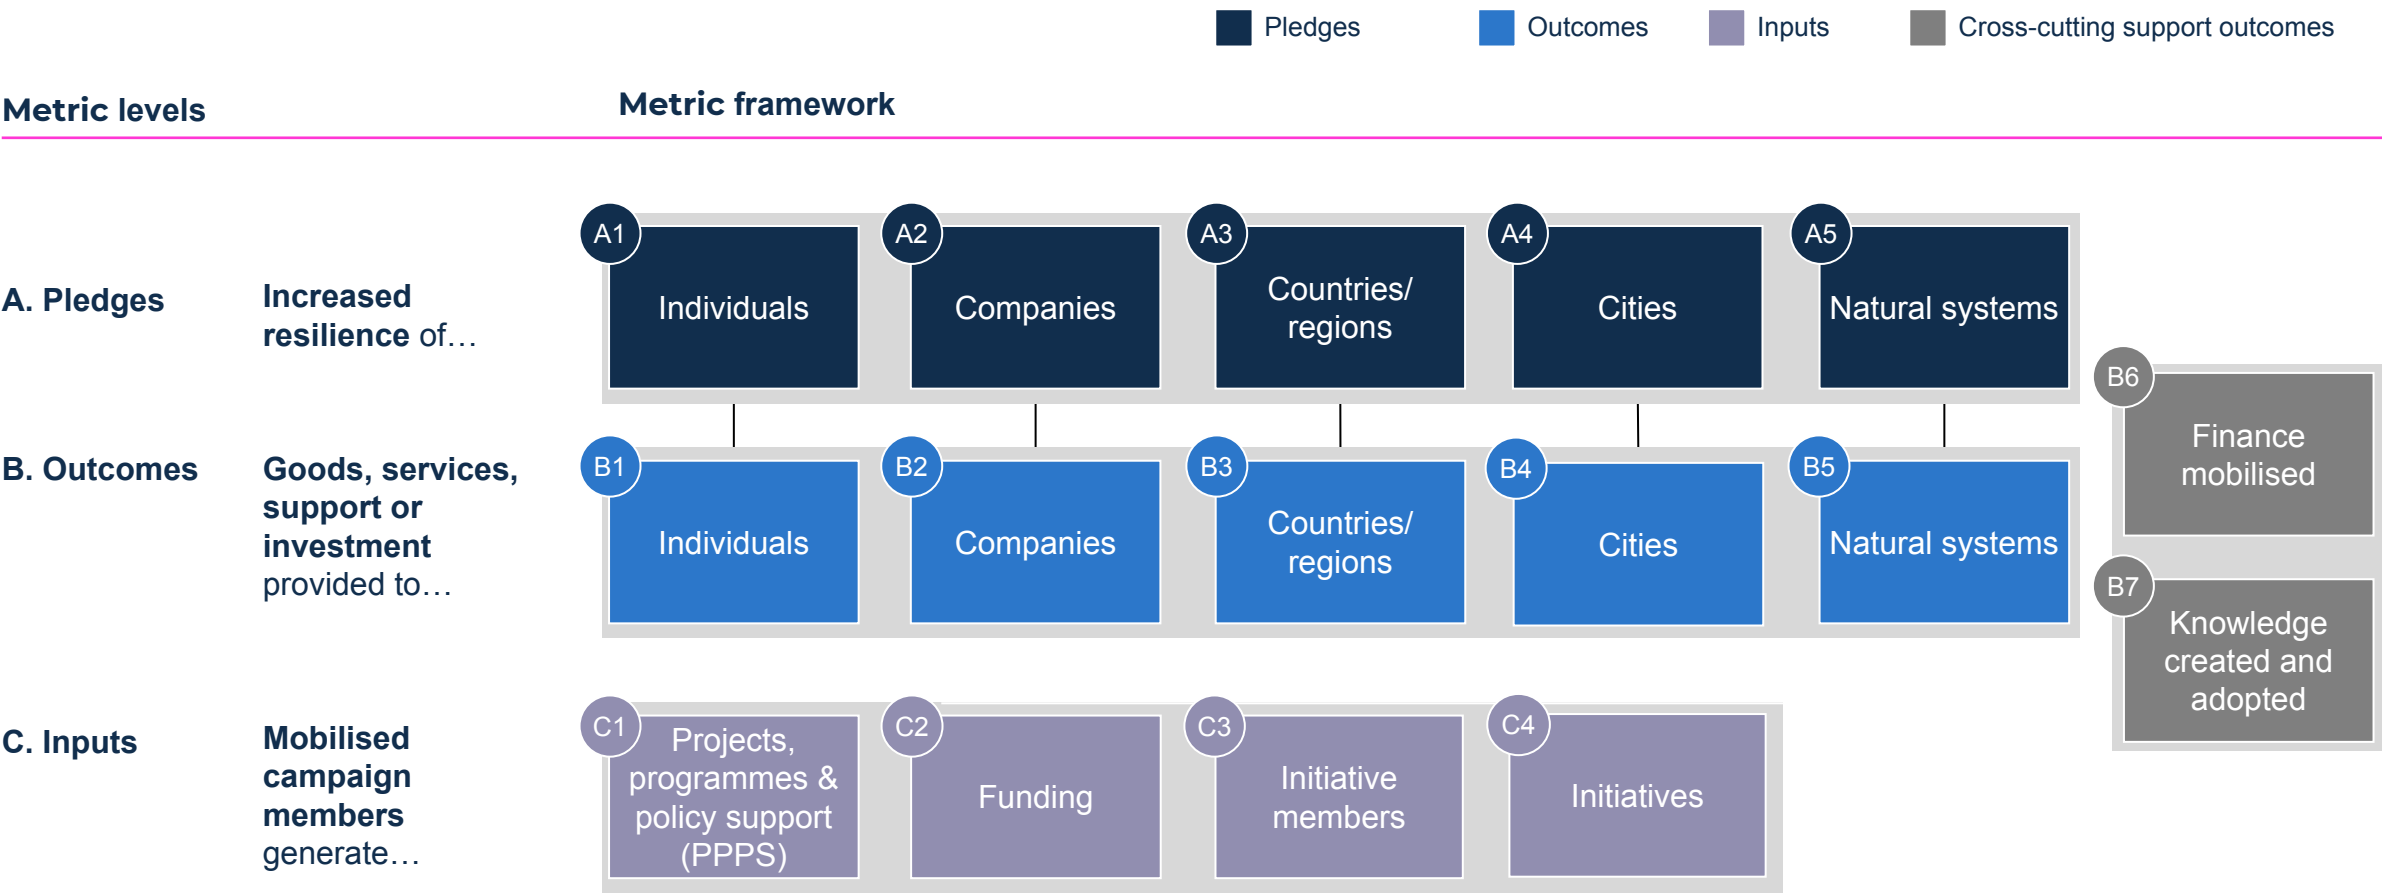 Pledges
Outcomes
Inputs
Cross-cutting support outcomes
Metric levels
Metric framework
A. Pledges
Increased
resilience of…
A1
Individuals
A2
Companies
A3
Countries/
regions
A4
Cities
A5
Natural systems
B. Outcomes
Goods, services,
support or
investment
provided to…
B1
Individuals
B2
Companies
B3
Countries/
regions
B4
Cities
B5
Natural systems
B6
Finance
mobilised
B7
Knowledge
created and
adopted
C. Inputs
Mobilised
campaign
members
generate…
C1
Projects,
programmes &
policy support
(PPPS)
C2
Funding
C3
Initiative
members
C4
Initiatives